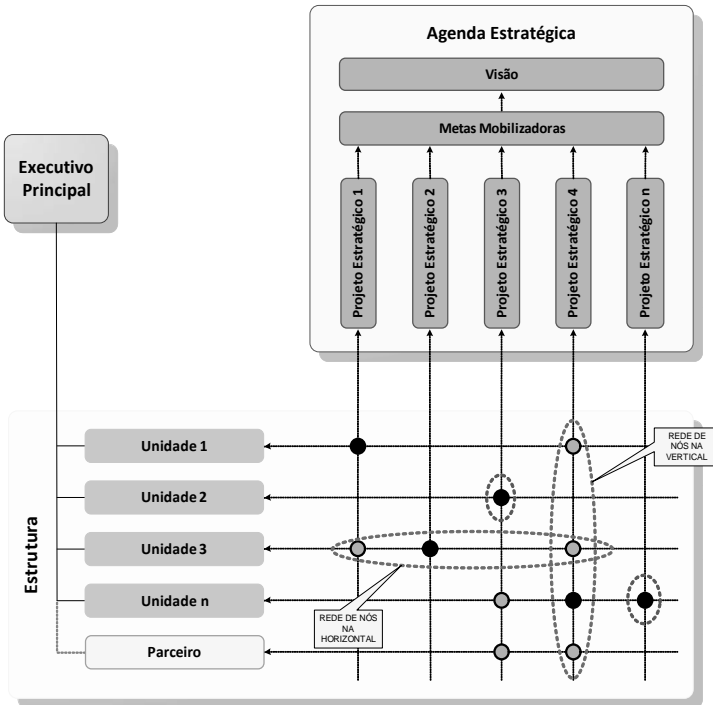 Agenda Estratégica
Visão
Metas Mobilizadoras
Executivo
Principal
Projeto Estratégico 1
Projeto Estratégico 2
Projeto Estratégico 3
Projeto Estratégico 4
Projeto Estratégico n
Estrutura
Unidade 1
Unidade 2
Unidade 3
Unidade n
Parceiro
REDE DE
NÓS NA
VERTICAL
REDE DE NÓS
NA
HORIZONTAL